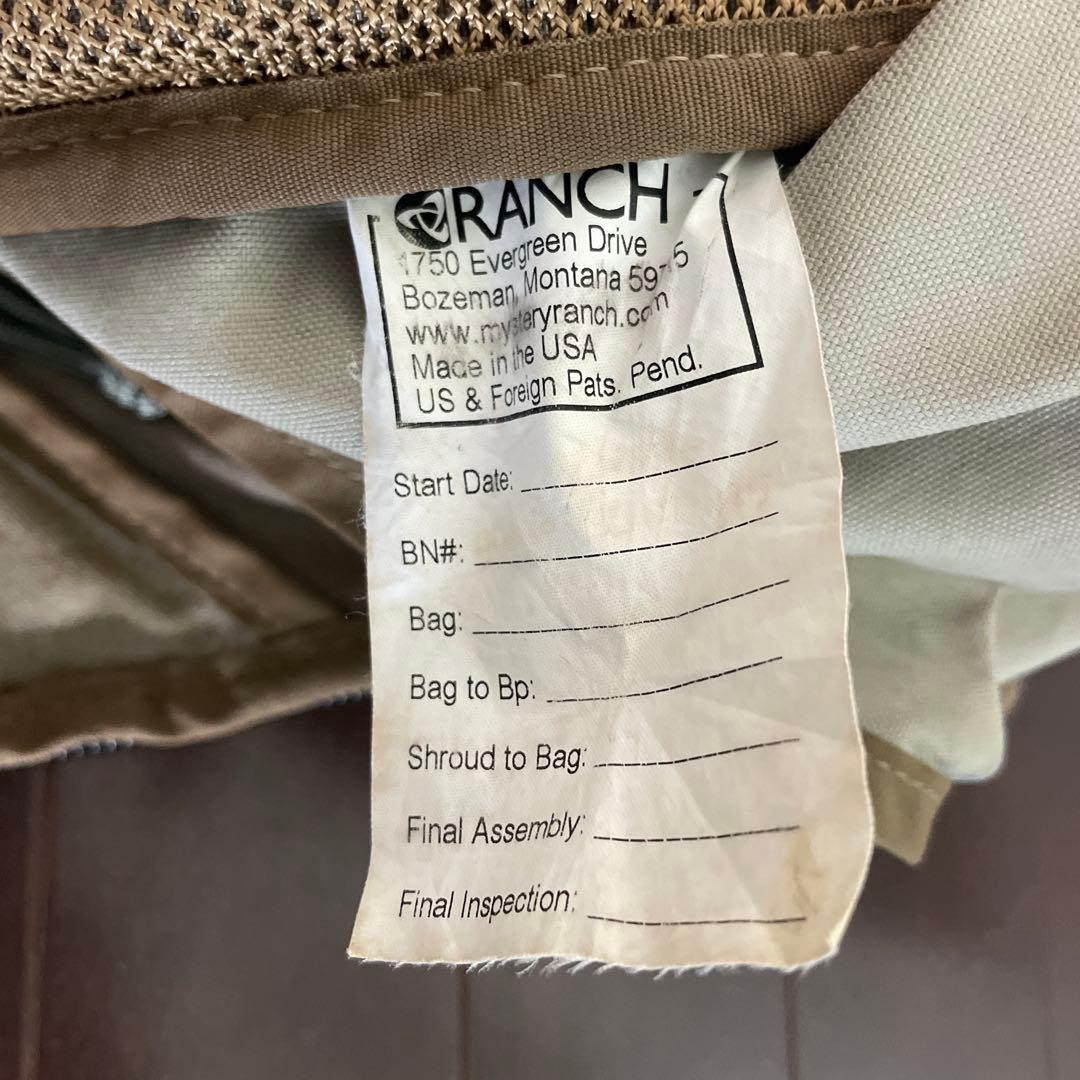 RANCH
1750 Evergreen Drive
Bozeman, Montana
www.mysteryranch.com
Made in the USA
US & Foreign Pats. Pend.
Start Date:
BN#:
Bag:
Bag to Bp:
Shroud to Bag:
Final Assembly:
Final Inspection: